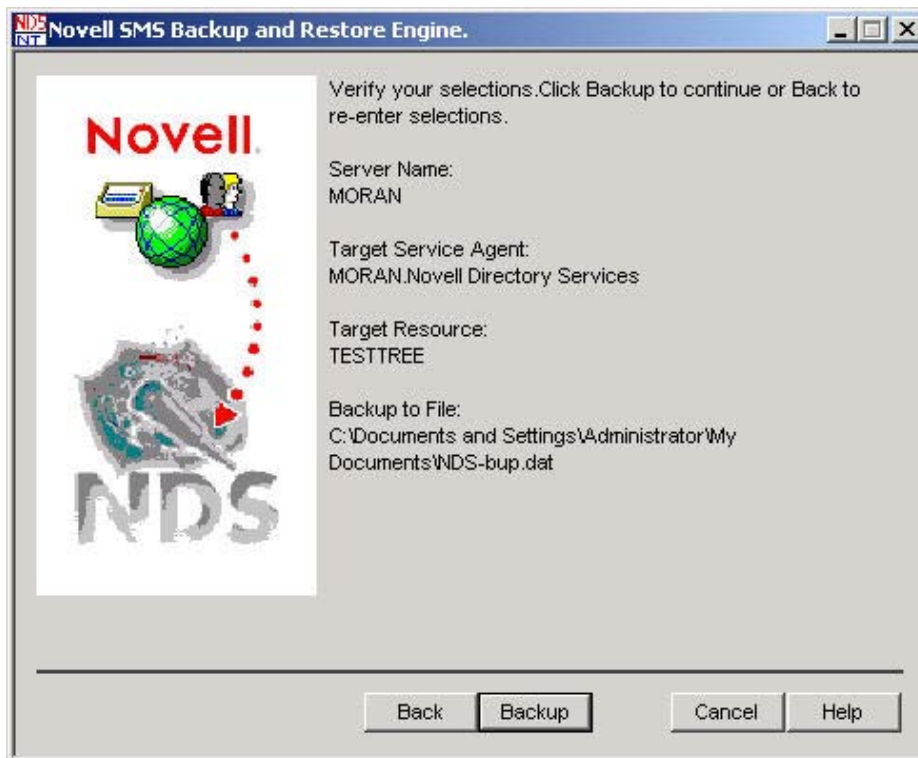 NDS
NT
Novell SMS Backup and Restore Engine.
Novell
NDS
Verify your selections.Click Backup to continue or Back to
re-enter selections.
Server Name:
MORAN
Target Service Agent:
MORAN.Novell Directory Services
Target Resource:
TESTTREE
Backup to File:
C:\Documents and Settings\Administrator\My
Documents\NDS-bup.dat
Back
Backup
Cancel
Help